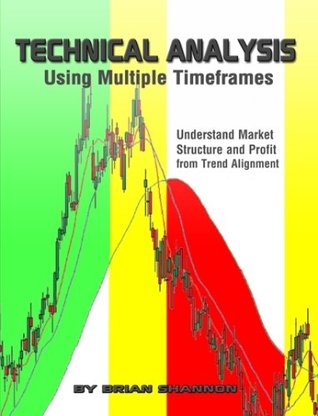 TECHNICAL ANALYSIS
Using Multiple Timeframes
Understand Market
Structure and Profit
from Trend Alignment
BY BRIAN SHANNON